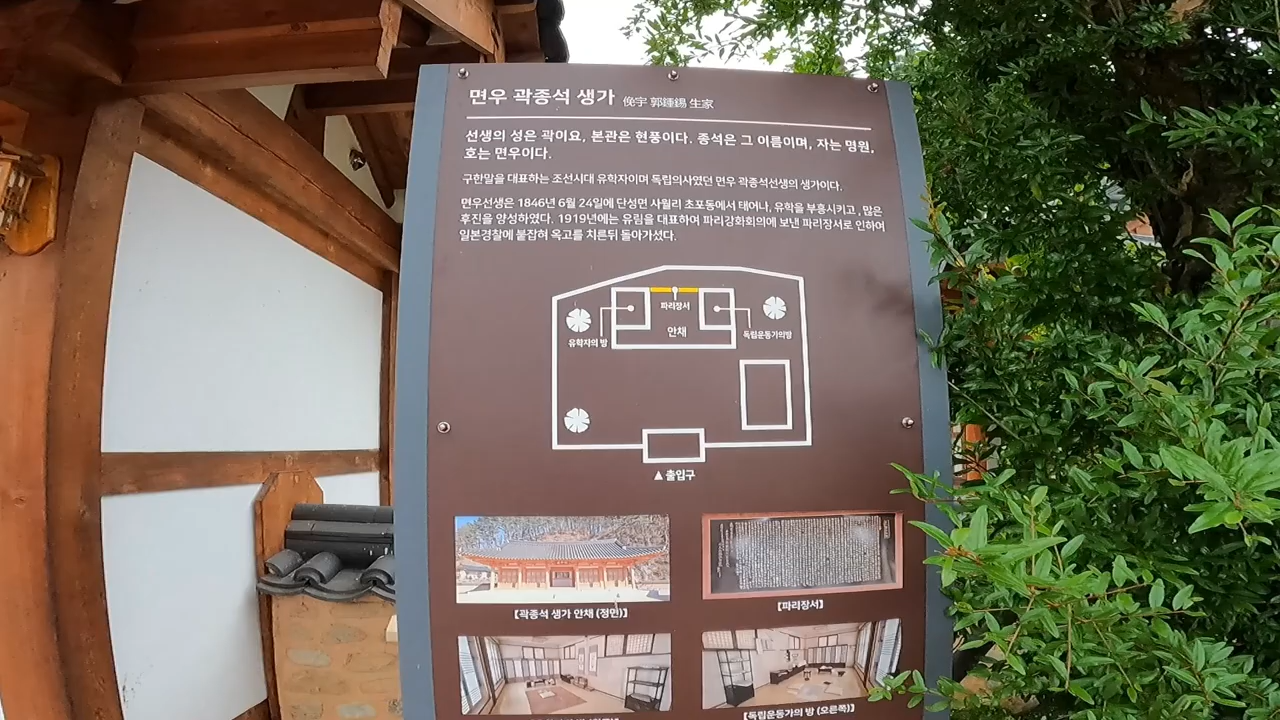 면우 곽종석 생가 俛宇 郭鍾錫 生家
선생의 성은 곽이요, 본관은 현풍이다. 종석은 그 이름이며, 자는 명원,
호는 면우이다.
구한말을 대표하는 조선시대 유학자이며 독립의사였던 면우 곽종석선생의 생가이다.
면우선생은 1846년 6월 24일에 단성면 사월리 초포동에서 태어나, 유학을 부흥시키고, 많은
후진을 양성하였다. 1919년에는 유림을 대표하여 파리강화회의에 보낸 파리장서로 인하여
일본경찰에 붙잡혀 옥고를 치른뒤 돌아가셨다.
파리장서
안채
유학자의 방
독립운동가의방
▲ 출입구
[곽종석 생가 안채 (정면)]
[파리장서]
[독립운동가의 방 (오른쪽)]